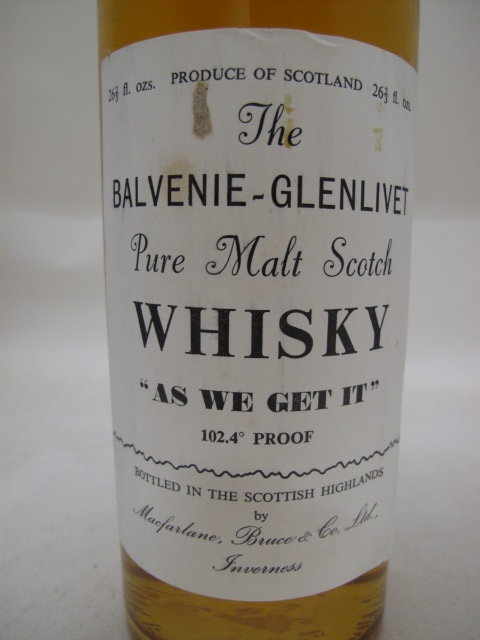 26⅔ fl. ozs. PRODUCE OF SCOTLAND 26⅔ fl. ozs.
The
BALVENIE-GLENLIVET
Pure Malt Scotch
WHISKY
"AS WE GET IT"
102.4° PROOF
BOTTLED IN THE SCOTTISH HIGHLANDS
by
Macfarlane, Bruce & Co. Ltd.,
Inverness